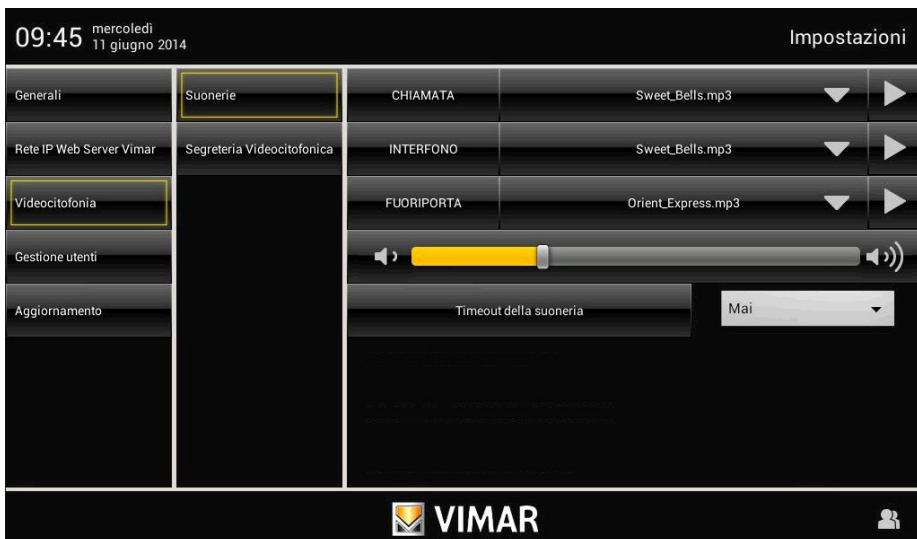 09:45 mercoledì
11 giugno 2014
Impostazioni
Generali
Suonerie
CHIAMATA
Sweet_Bells.mp3
Rete IP Web Server Vimar
Segreteria Videocitofonica
INTERFONO
Sweet_Bells.mp3
Videocitofonia
FUORIPORTA
Orient_Express.mp3
Gestione utenti
Aggiornamento
Timeout della suoneria
Mai
VIMAR